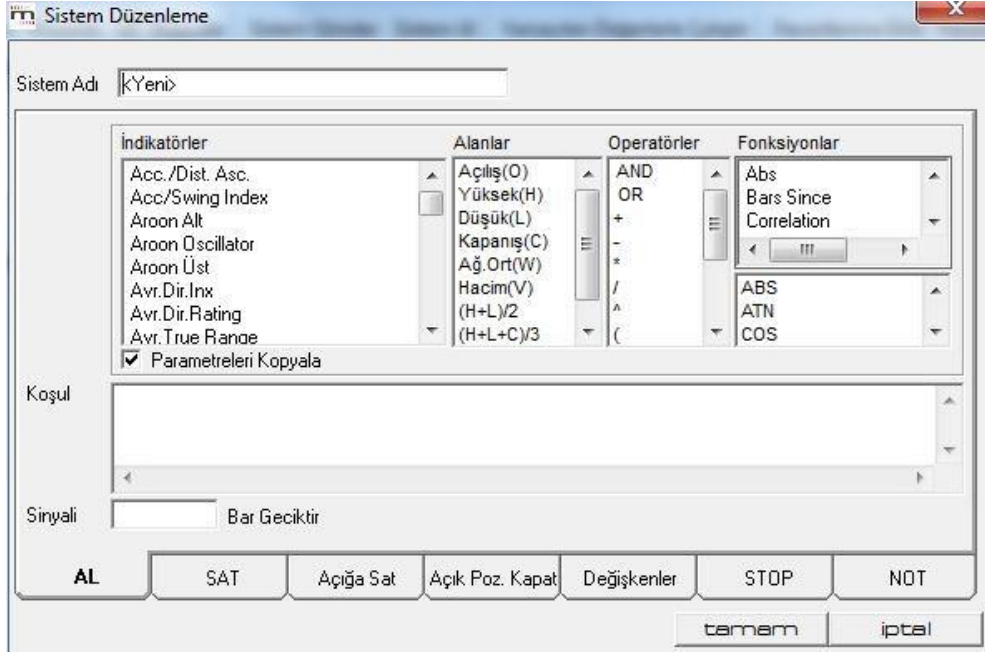 Sistem Düzenleme
Sistem Adı <Yeni>
İndikatörler
Acc./Dist. Asc.
Acc/Swing Index
Aroon Alt
Aroon Oscillator
Aroon Üst
Avr.Dir.Inx
Avr.Dir.Rating
Avr.True Range
Alanlar
Açılış(O)
Yüksek(H)
Düşük(L)
Kapanış(C)
Ağ.Ort(W)
Hacim(V)
(H+L)/2
(H+L+C)/3
Operatörler
AND
OR
+
-
*
/
^
(
Fonksiyonlar
Abs
Bars Since
Correlation
ABS
ATN
COS
Parametreleri Kopyala
Koşul
Sinyali Bar Geciktir
AL SAT Açığa Sat Açık Poz. Kapat Değişkenler STOP NOT
tamam iptal